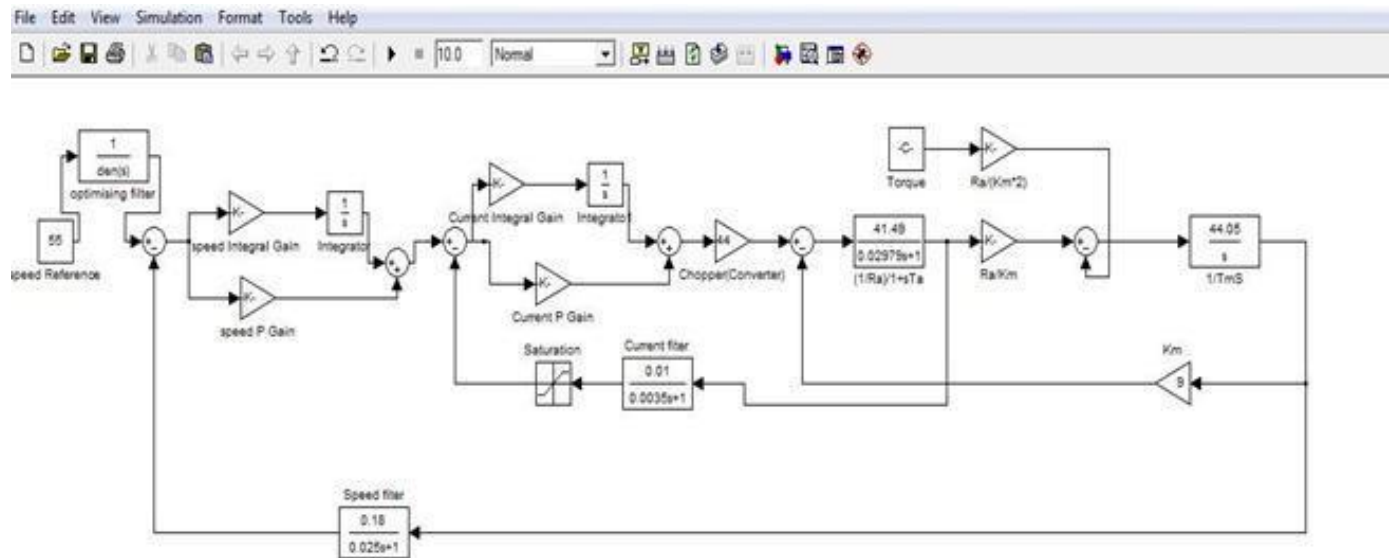 File Edit View Simulation Format Tools Help
10.0 Normal
1
den(s)
optimising filter
55
speed Reference
K-
speed Integral Gain
1
s
Integrator
K-
speed P Gain
K-
Current Integral Gain
1
s
Integrator1
K-
Current P Gain
44
Chopper(Converter)
41.49
0.02979s+1
(1/Ra)/1+sTa
-C-
Torque
K-
Ra/(Km*2)
K-
Ra/Km
44.05
s
1/TmS
Saturation
Current filter
0.01
0.0035s+1
Km
9
Speed filter
0.18
0.025s+1